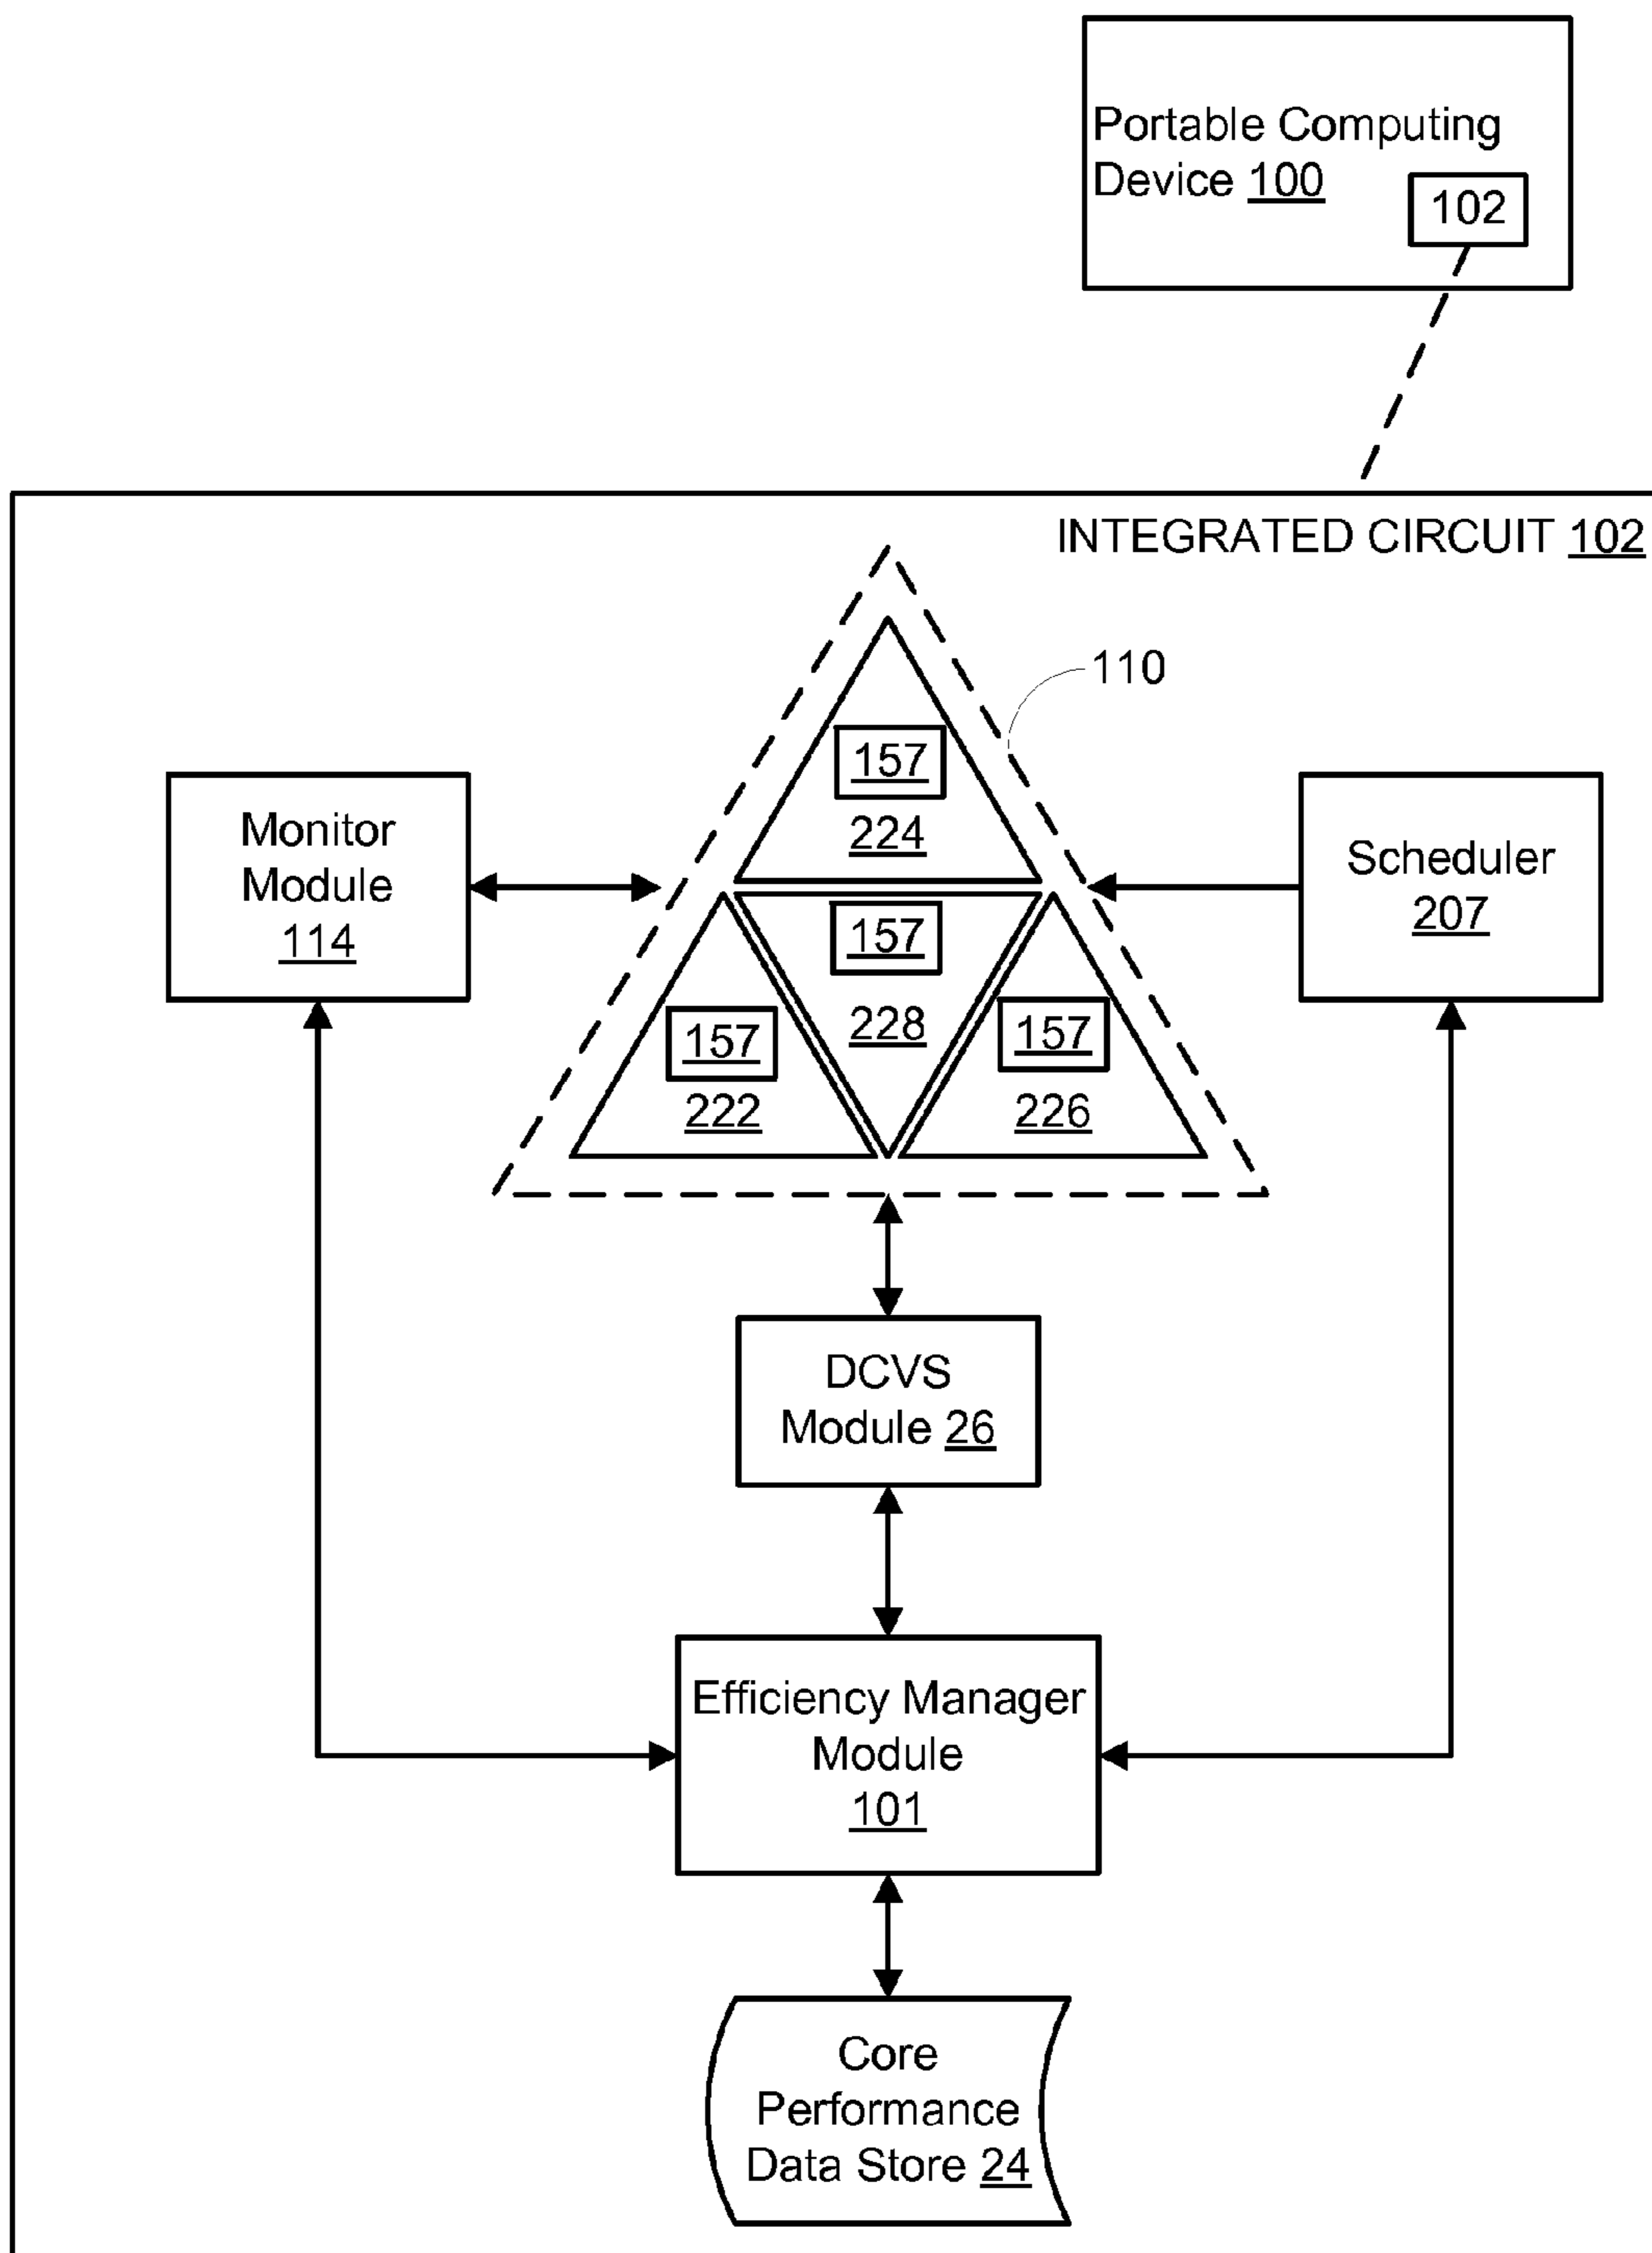 Portable Computing
Device 100
102
INTEGRATED CIRCUIT 102
110
157
224
Monitor
Module
114
Scheduler
207
157
228
157
222
157
226
DCVS
Module 26
Efficiency Manager
Module
101
Core
Performance
Data Store 24